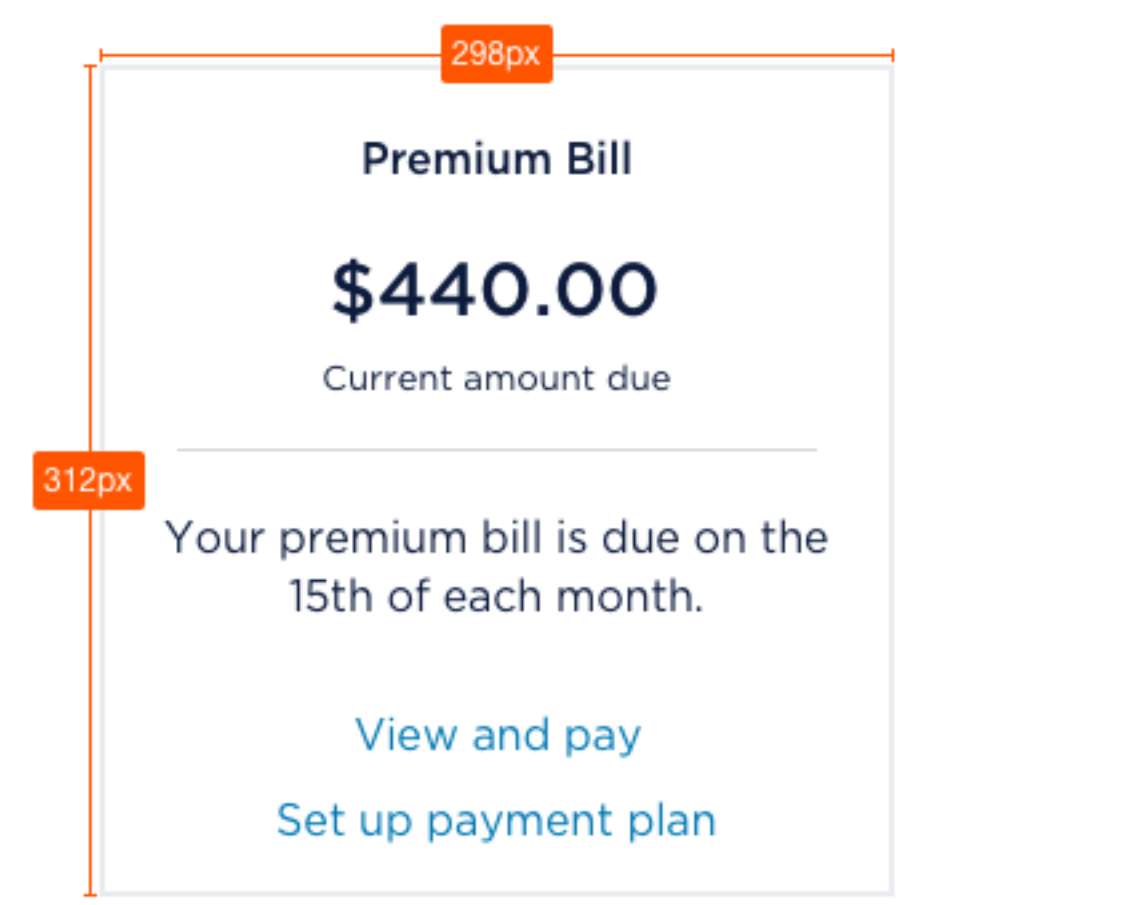 298px
Premium Bill
$440.00
Current amount due
312px
Your premium bill is due on the
15th of each month.
View and pay
Set up payment plan